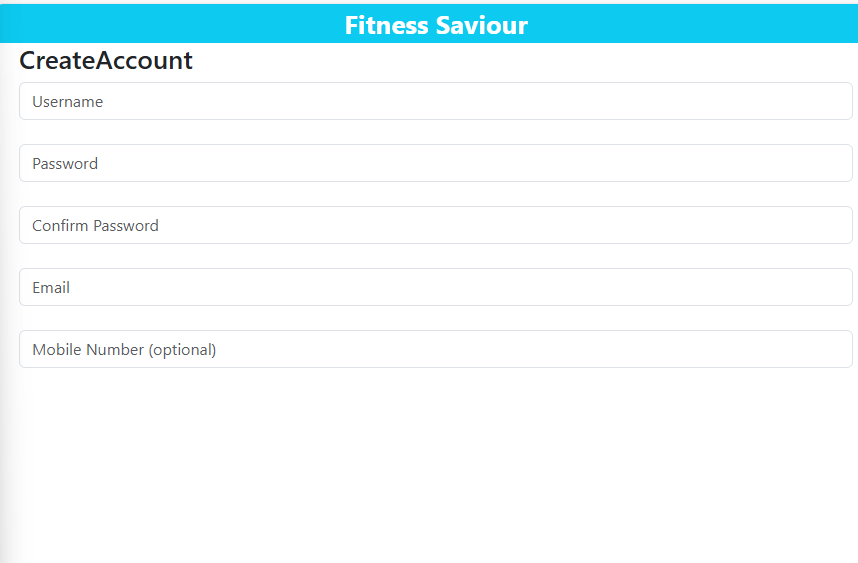 Fitness Saviour
CreateAccount
Username
Password
Confirm Password
Email
Mobile Number (optional)